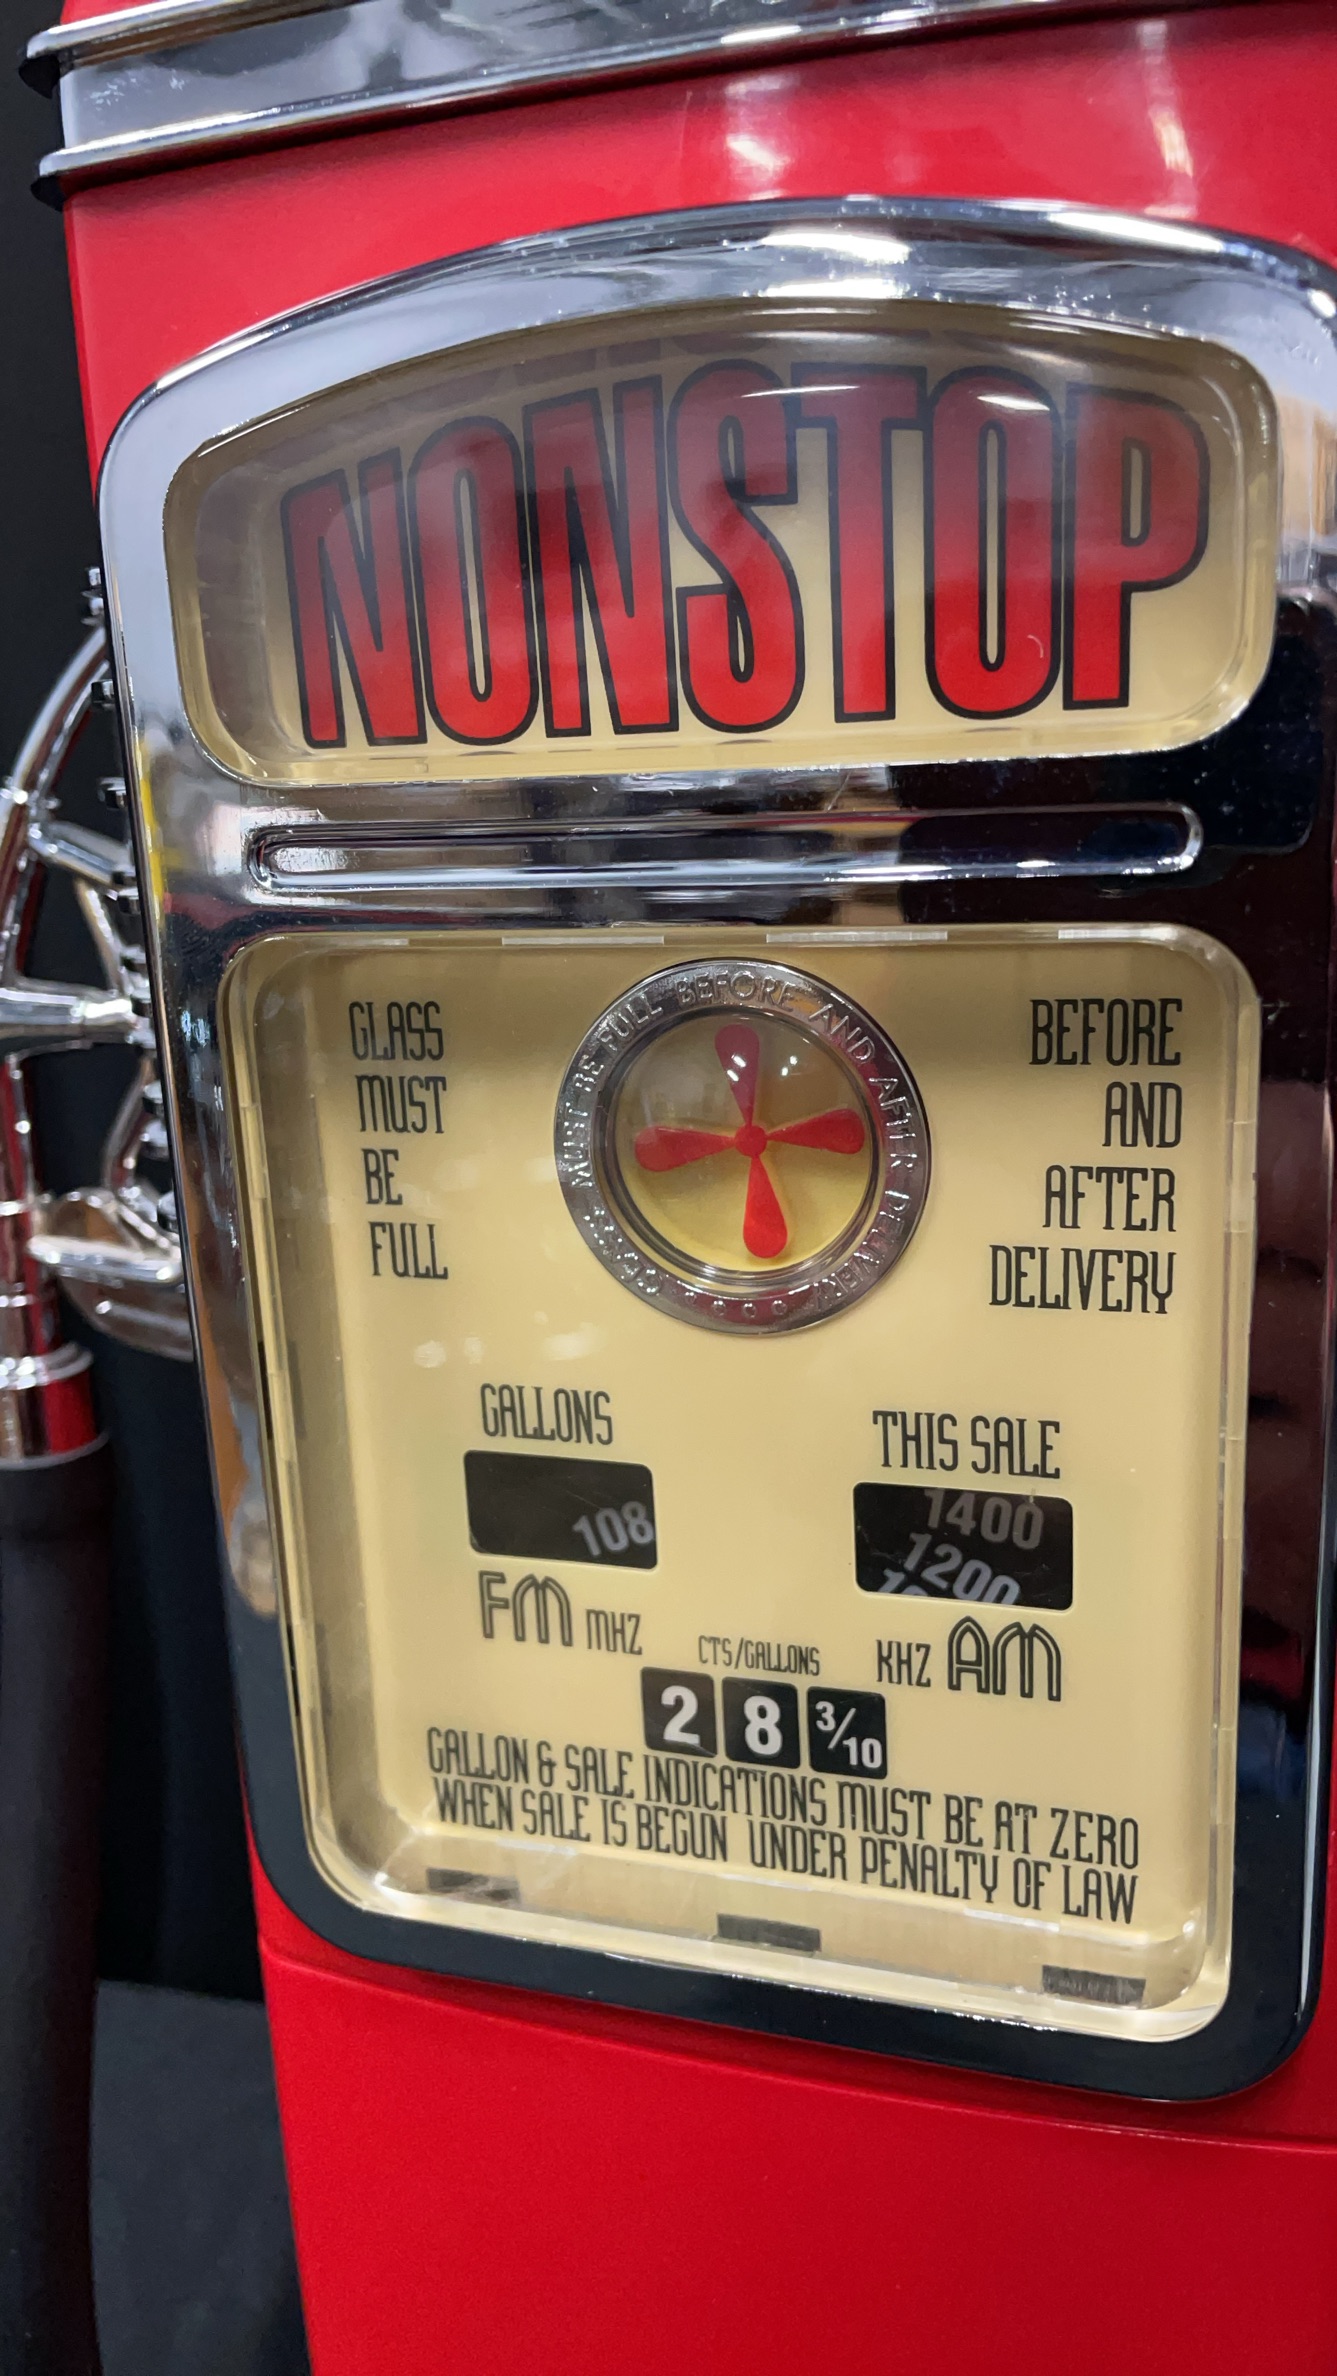 NONSTOP
GLASS
MUST
BE
FULL
GLASS MUST BE FULL BEFORE AND AFTER DELIVERY
BEFORE
AND
AFTER
DELIVERY
GALLONS
108
THIS SALE
1400
1200
FM MHZ
CTS/GALLONS
KHZ AM
2 8 3/10
GALLON & SALE INDICATIONS MUST BE AT ZERO
WHEN SALE IS BEGUN UNDER PENALTY OF LAW